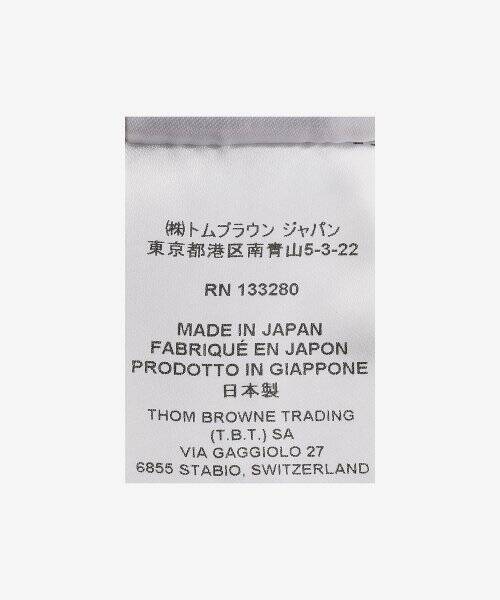 ㈱トムブラウン ジャパン
東京都港区南青山5-3-22
RN 133280
MADE IN JAPAN
FABRIQUÉ EN JAPON
PRODOTTO IN GIAPPONE
日本製
THOM BROWNE TRADING
(T.B.T.) SA
VIA GAGGIOLO 27
6855 STABIO, SWITZERLAND